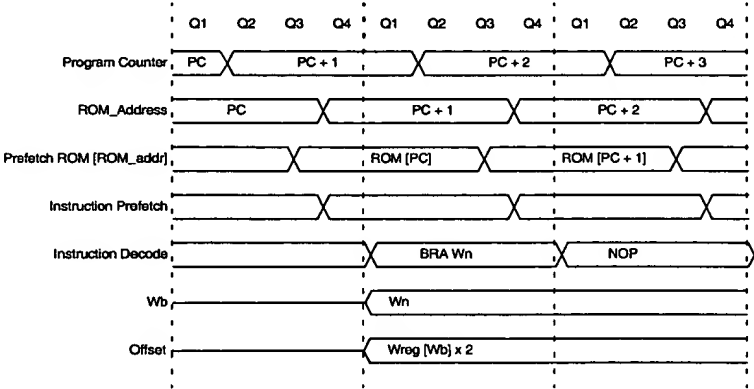 Q1 Q2 Q3 Q4 Q1 Q2 Q3 Q4 Q1 Q2 Q3 Q4
Program Counter PC PC + 1 PC + 2 PC + 3
ROM_Address PC PC + 1 PC + 2
Prefetch ROM [ROM_addr] ROM [PC] ROM [PC + 1]
Instruction Prefetch
Instruction Decode BRA Wn NOP
Wb Wn
Offset Wreg [Wb] x 2